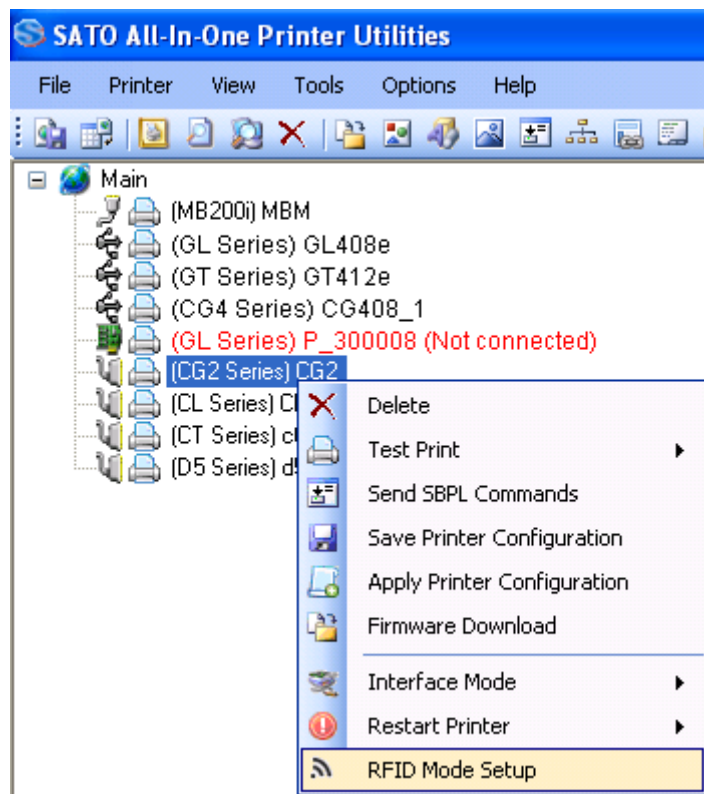 SATO All-In-One Printer Utilities
File Printer View Tools Options Help
Main
(MB200i) MBM
(GL Series) GL408e
(GT Series) GT412e
(CG4 Series) CG408_1
(GL Series) P_300008 (Not connected)
(CG2 Series) CG2
(CL Series)
(CT Series)
(D5 Series)
Delete
Test Print
Send SBPL Commands
Save Printer Configuration
Apply Printer Configuration
Firmware Download
Interface Mode
Restart Printer
RFID Mode Setup